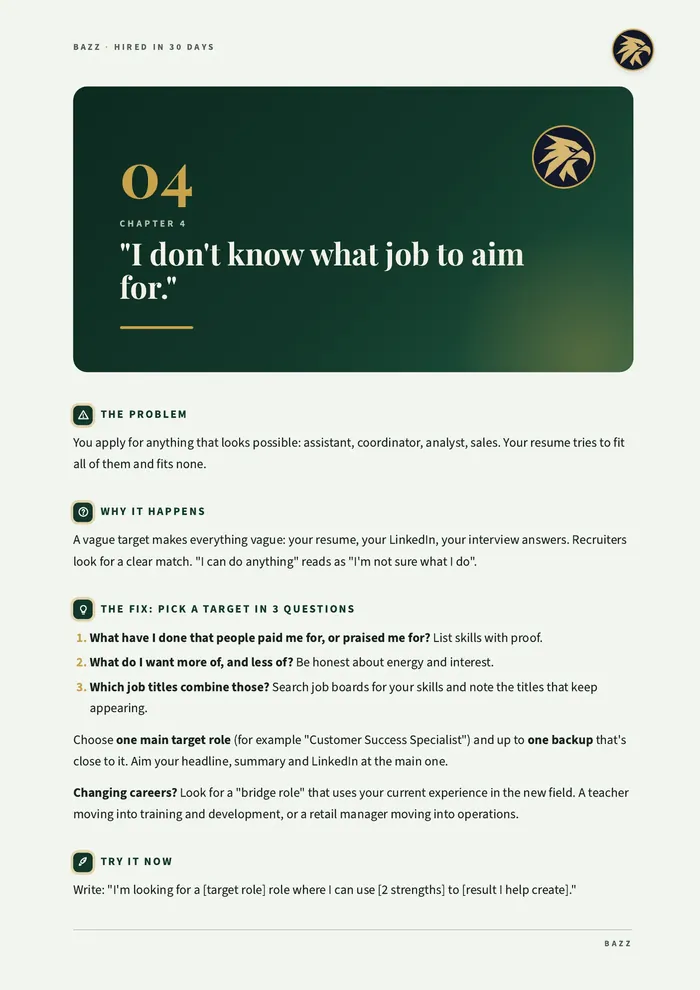 BAZZ · HIRED IN 30 DAYS
04
CHAPTER 4
"I don't know what job to aim
for."
THE PROBLEM
You apply for anything that looks possible: assistant, coordinator, analyst, sales. Your resume tries to fit
all of them and fits none.
WHY IT HAPPENS
A vague target makes everything vague: your resume, your LinkedIn, your interview answers. Recruiters
look for a clear match. "I can do anything" reads as "I'm not sure what I do".
THE FIX: PICK A TARGET IN 3 QUESTIONS
1. What have I done that people paid me for, or praised me for? List skills with proof.
2. What do I want more of, and less of? Be honest about energy and interest.
3. Which job titles combine those? Search job boards for your skills and note the titles that keep
appearing.
Choose one main target role (for example "Customer Success Specialist") and up to one backup that's
close to it. Aim your headline, summary and LinkedIn at the main one.
Changing careers? Look for a "bridge role" that uses your current experience in the new field. A teacher
moving into training and development, or a retail manager moving into operations.
TRY IT NOW
Write: "I'm looking for a [target role] role where I can use [2 strengths] to [result I help create]."
BAZZ